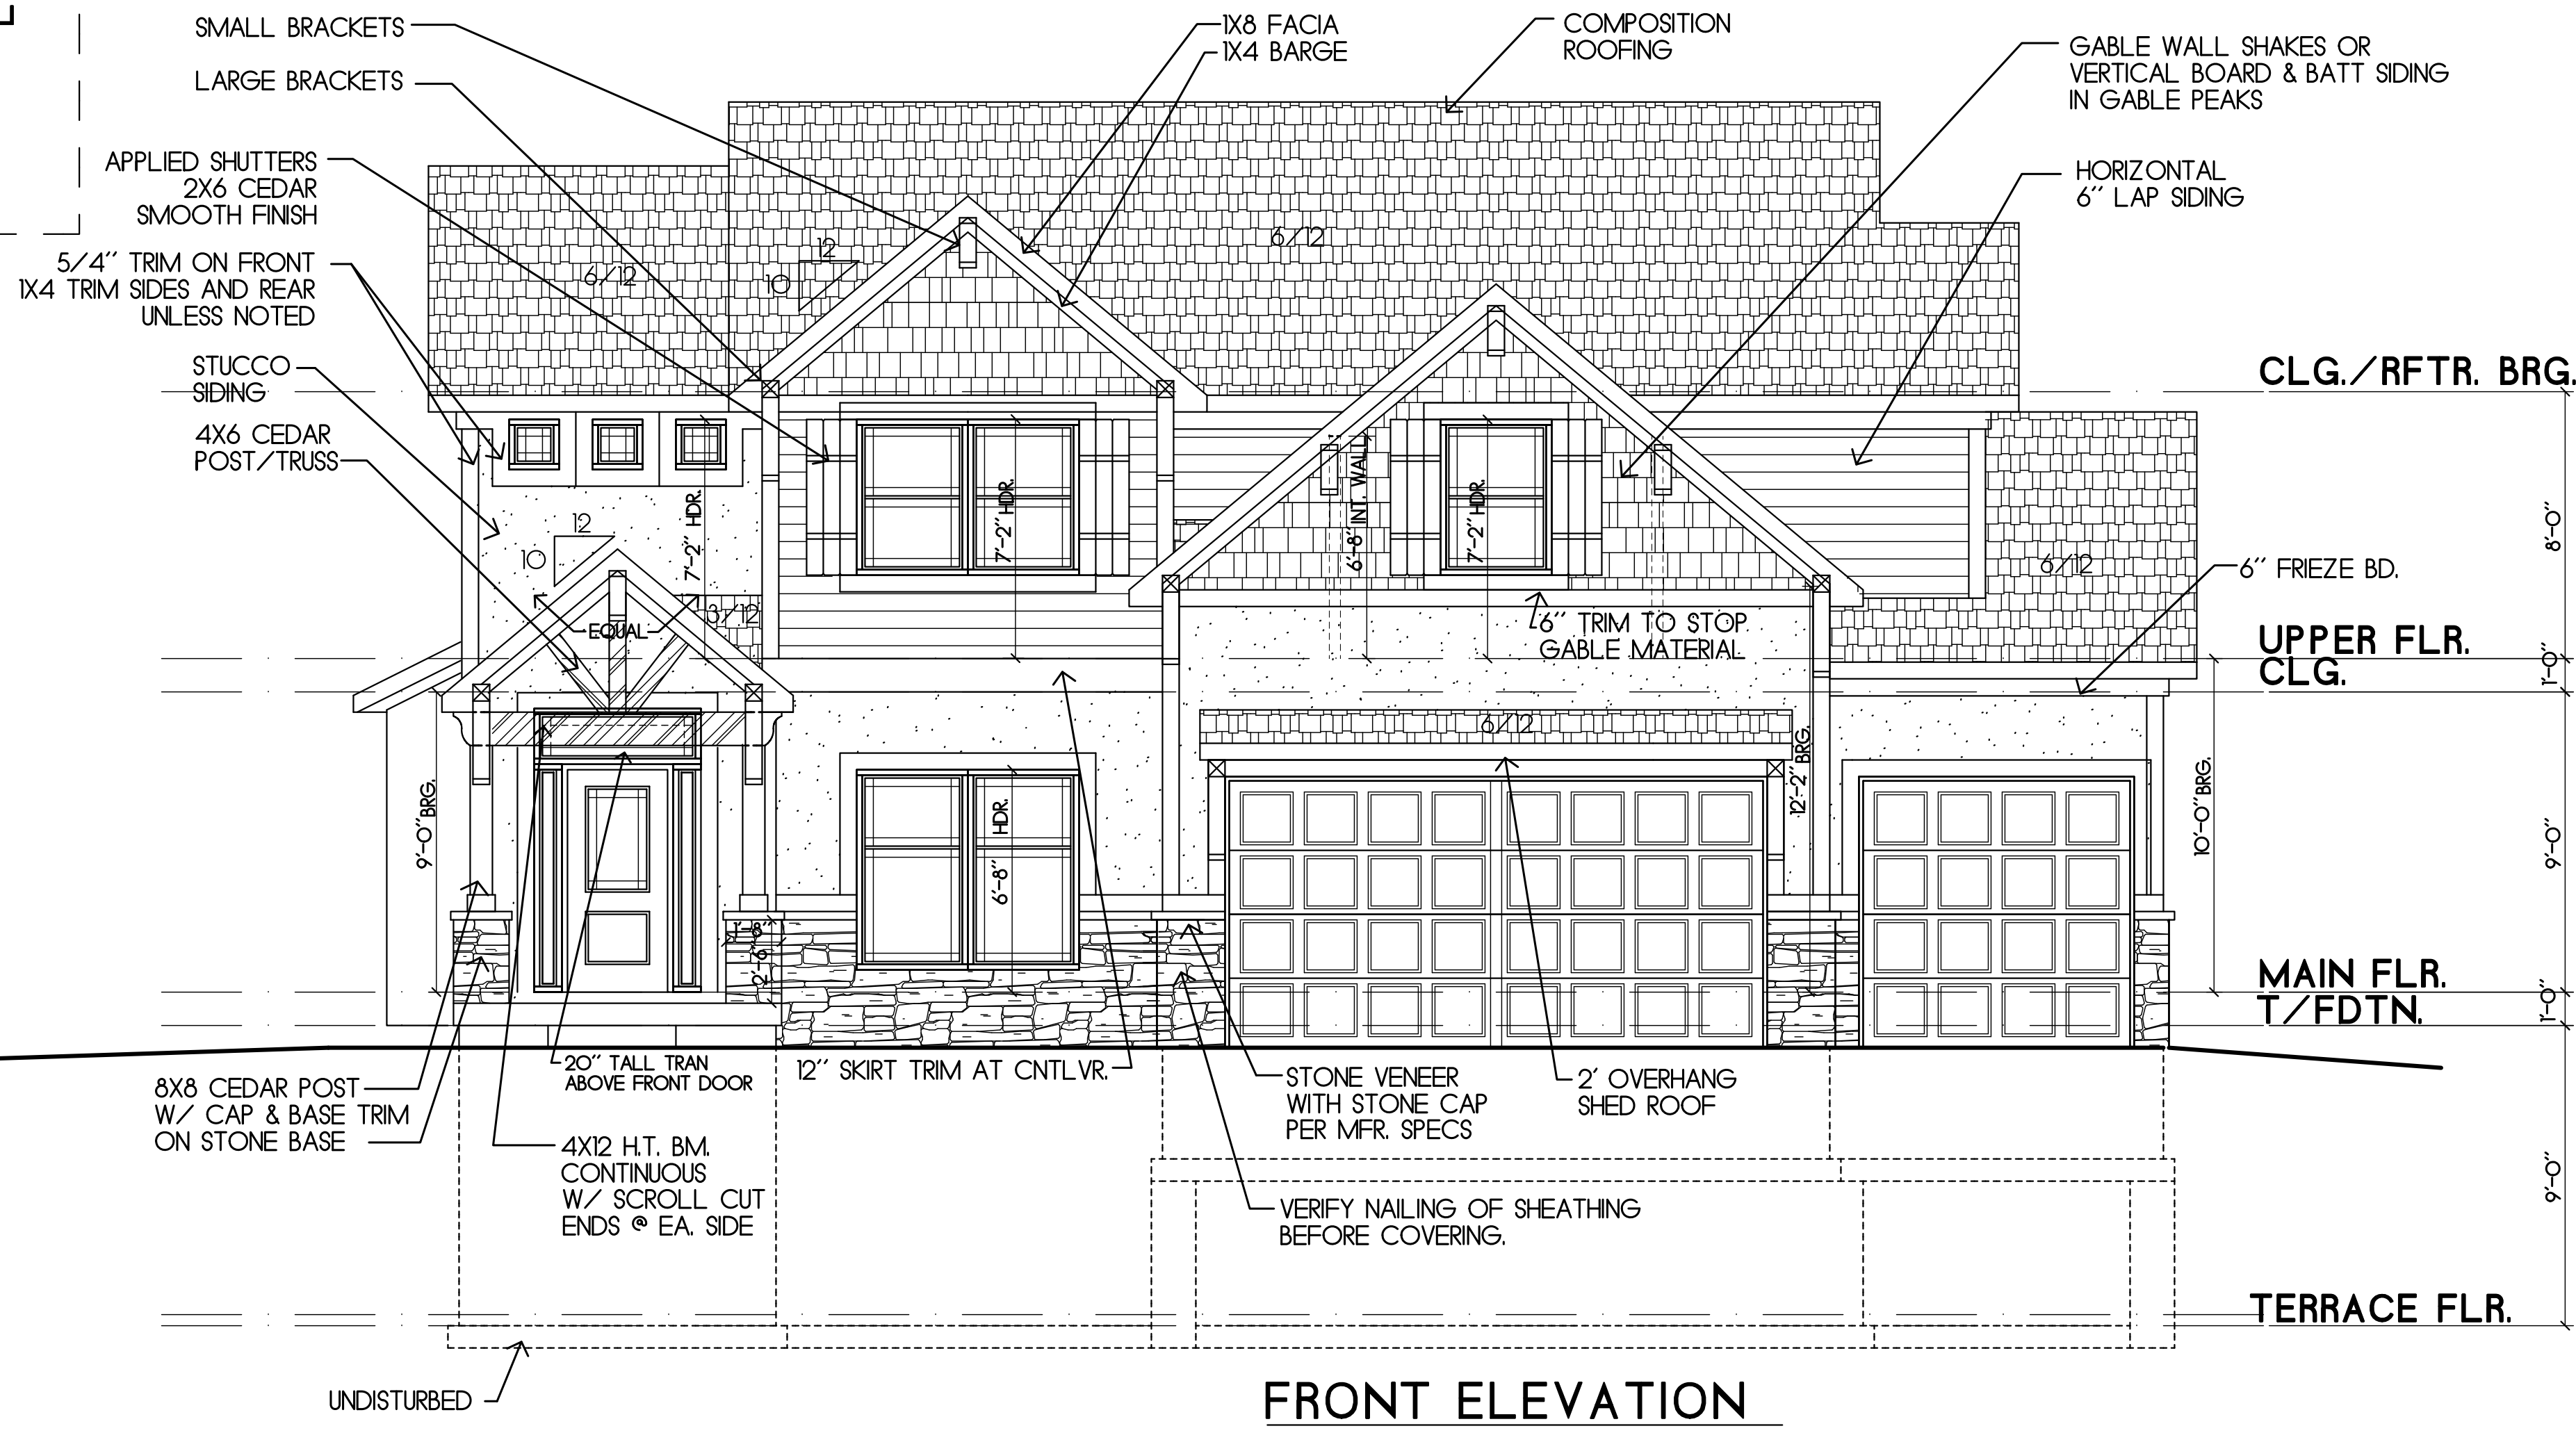 SMALL BRACKETS
LARGE BRACKETS
APPLIED SHUTTERS
2X6 CEDAR
SMOOTH FINISH
5/4" TRIM ON FRONT
1X4 TRIM SIDES AND REAR
UNLESS NOTED
STUCCO
SIDING
4X6 CEDAR
POST/TRUSS
1X8 FACIA
1X4 BARGE
COMPOSITION
ROOFING
GABLE WALL SHAKES OR
VERTICAL BOARD & BATT SIDING
IN GABLE PEAKS
HORIZONTAL
6" LAP SIDING
6/12
12
10
6/12
12
10
7'-2" HDR.
EQUAL
3/12
7'-2" HDR.
6'-8" INT. WALL
7'-2" HDR.
6" TRIM TO STOP
GABLE MATERIAL
6/12
6" FRIEZE BD.
CLG./RFTR. BRG.
8'-0"
UPPER FLR.
CLG.
1'-0"
6/12
12'-2" BRG.
10'-0" BRG.
9'-0"
9'-0" BRG.
HDR.
6'-8"
1'-8"
2'-6"
MAIN FLR.
T/FDTN.
1'-0"
20" TALL TRAN
ABOVE FRONT DOOR
12" SKIRT TRIM AT CNTLVR.
8X8 CEDAR POST
W/ CAP & BASE TRIM
ON STONE BASE
4X12 H.T. BM.
CONTINUOUS
W/ SCROLL CUT
ENDS @ EA. SIDE
STONE VENEER
WITH STONE CAP
PER MFR. SPECS
2' OVERHANG
SHED ROOF
VERIFY NAILING OF SHEATHING
BEFORE COVERING.
9'-0"
TERRACE FLR.
UNDISTURBED
FRONT ELEVATION